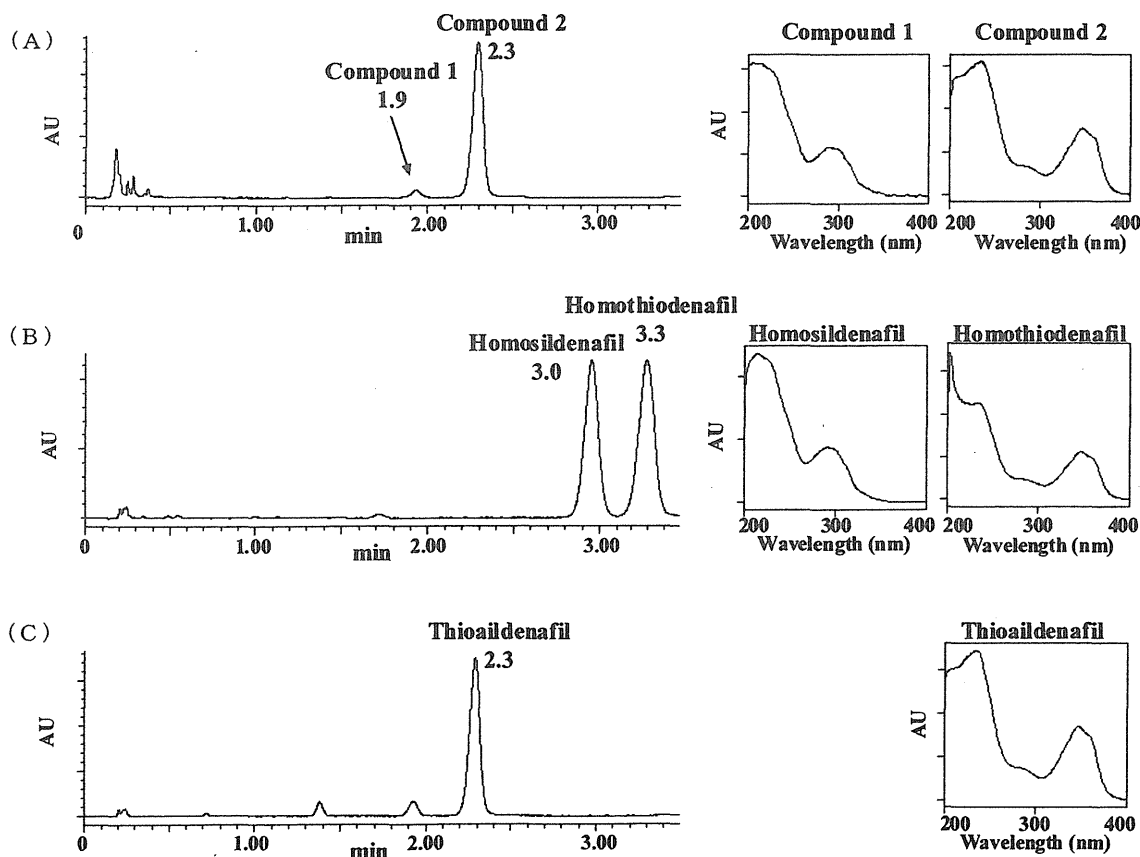 (A)
Compound 2
2.3
Compound 1
1.9
AU
0 1.00 2.00 3.00
min
Compound 1
AU
200 300 400
Wavelength (nm)
Compound 2
200 300 400
Wavelength (nm)
(B)
Homothiodenafil
3.3
Homosildenafil
3.0
AU
0 1.00 2.00 3.00
min
Homosildenafil
AU
200 300 400
Wavelength (nm)
Homothiodenafil
200 300 400
Wavelength (nm)
(C)
Thioaildenafil
2.3
AU
0 1.00 2.00 3.00
min
Thioaildenafil
AU
200 300 400
Wavelength (nm)